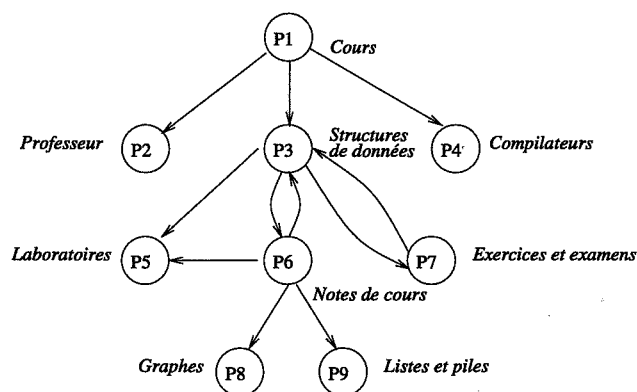 P1
Cours
Professeur
P2
P3
Structures
de données
P4
Compilateurs
Laboratoires
P5
P6
P7
Exercices et examens
Notes de cours
Graphes
P8
P9
Listes et piles